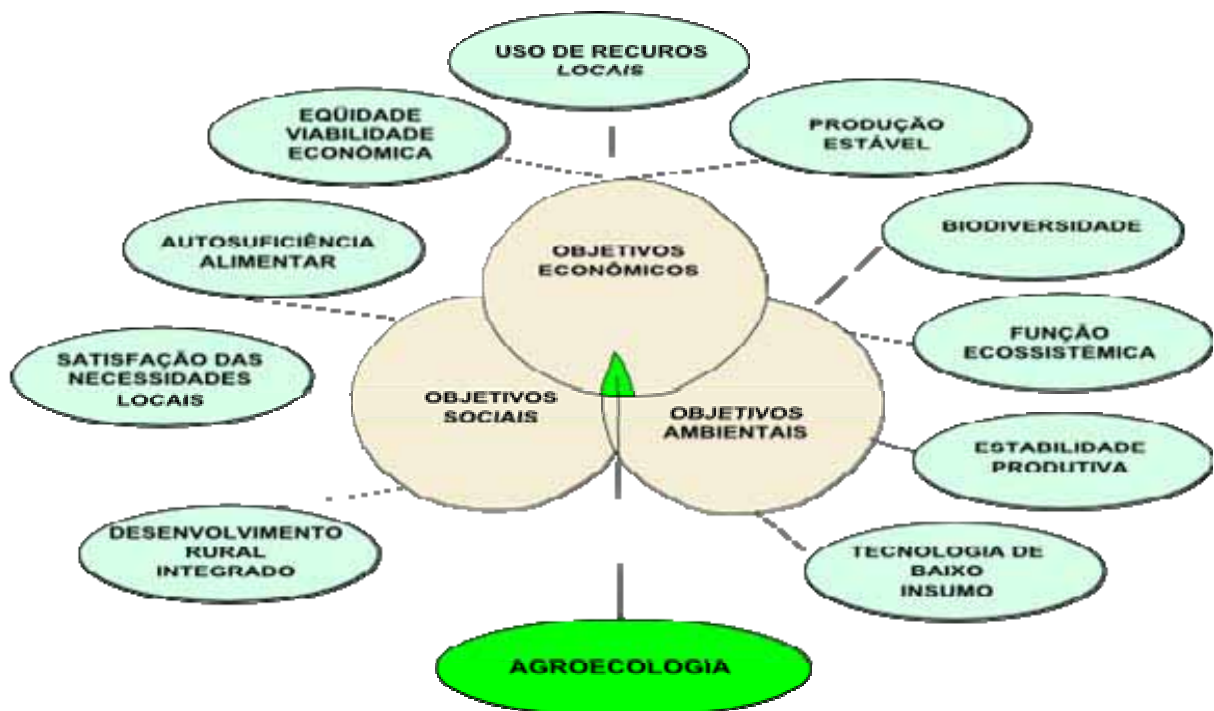 USO DE RECUROS
LOCAIS
EQÜIDADE
VIABILIDADE
ECONÔMICA
PRODUÇÃO
ESTÁVEL
AUTOSUFICIÊNCIA
ALIMENTAR
BIODIVERSIDADE
OBJETIVOS
ECONÔMICOS
FUNÇÃO
ECOSSISTÊMICA
SATISFAÇÃO DAS
NECESSIDADES
LOCAIS
OBJETIVOS
SOCIAIS
OBJETIVOS
AMBIENTAIS
ESTABILIDADE
PRODUTIVA
DESENVOLVIMENTO
RURAL
INTEGRADO
TECNOLOGIA DE
BAIXO
INSUMO
AGROECOLOGIA